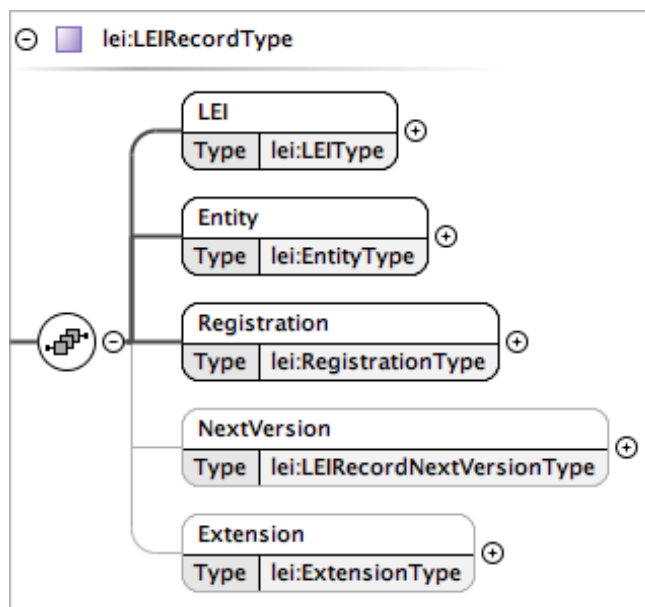 lei:LEIRecordType
LEI
Type lei:LEIType
Entity
Type lei:EntityType
Registration
Type lei:RegistrationType
NextVersion
Type lei:LEIRecordNextVersionType
Extension
Type lei:ExtensionType